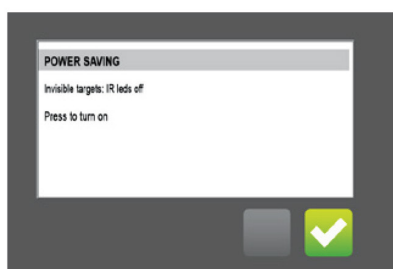 POWER SAVING
Invisible targets: IR leds off
Press to turn on